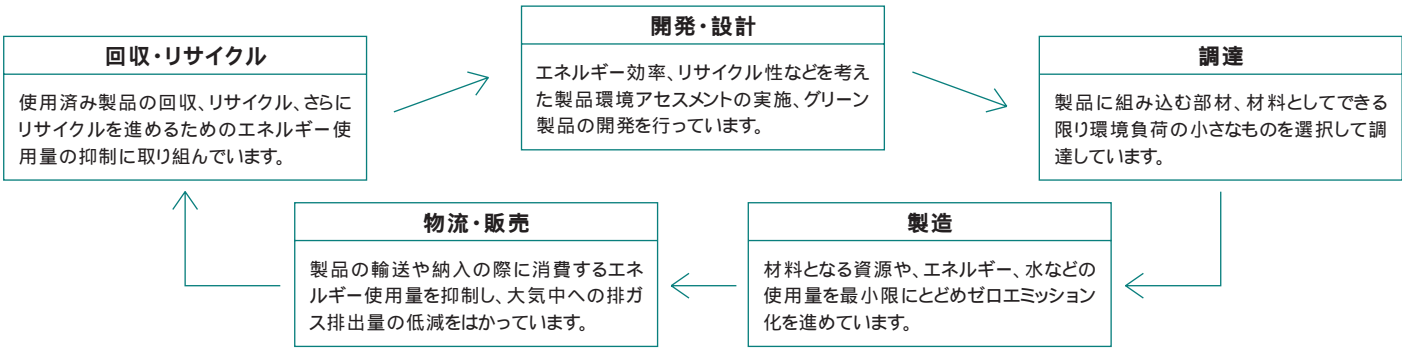 開発・設計
エネルギー効率、リサイクル性などを考え
た製品環境アセスメントの実施、グリーン
製品の開発を行っています。
調達
製品に組み込む部材、材料としてできる
限り環境負荷の小さなものを選択して調
達しています。
製造
材料となる資源や、エネルギー、水などの
使用量を最小限にとどめゼロエミッション
化を進めています。
物流・販売
製品の輸送や納入の際に消費するエネ
ルギー使用量を抑制し、大気中への排ガ
ス排出量の低減をはかっています。
回収・リサイクル
使用済み製品の回収、リサイクル、さらに
リサイクルを進めるためのエネルギー使
用量の抑制に取り組んでいます。